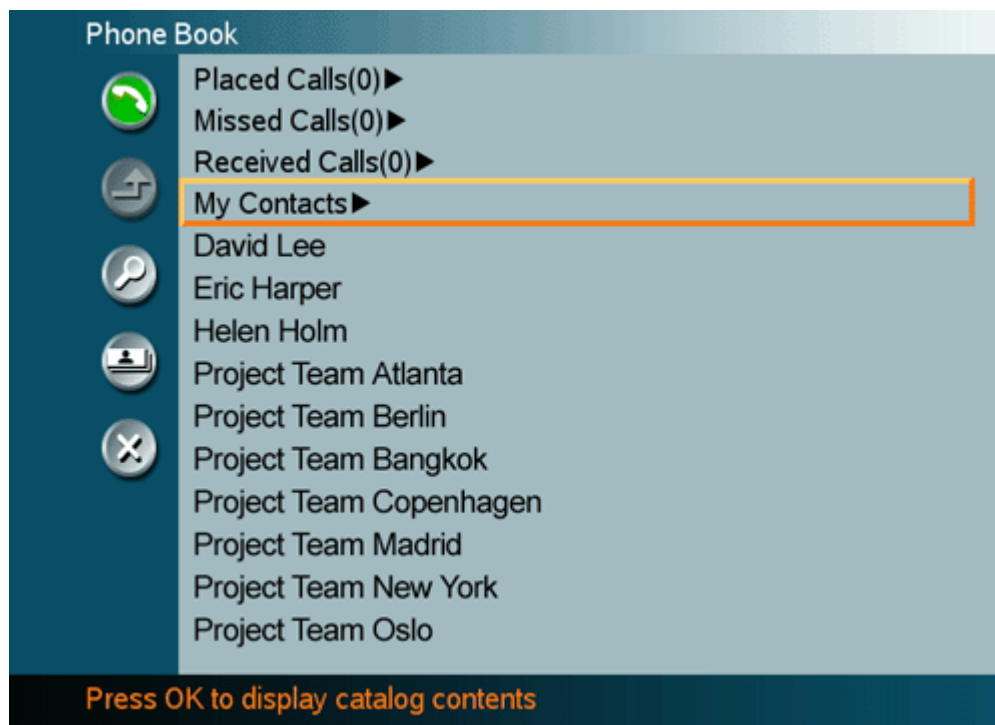 Phone Book
Placed Calls(0)▶
Missed Calls(0)▶
Received Calls(0)▶
My Contacts▶
David Lee
Eric Harper
Helen Holm
Project Team Atlanta
Project Team Berlin
Project Team Bangkok
Project Team Copenhagen
Project Team Madrid
Project Team New York
Project Team Oslo
Press OK to display catalog contents